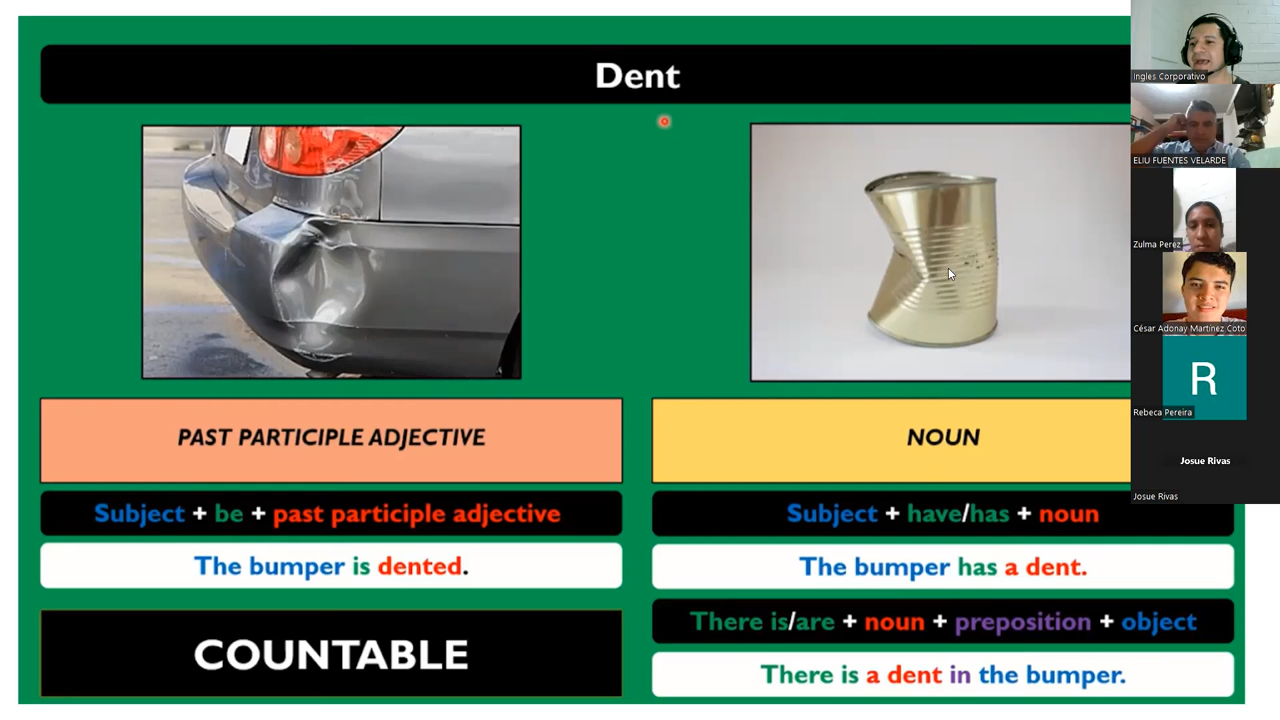 Dent
PAST PARTICIPLE ADJECTIVE
Subject + be + past participle adjective
The bumper is dented.
COUNTABLE
NOUN
Subject + have/has + noun
The bumper has a dent.
There is/are + noun + preposition + object
There is a dent in the bumper.
Ingles Corporativo
ELIU FUENTES VELARDE
Zulma Perez
César Adonay Martínez Coto
R
Rebeca Pereira
Josue Rivas
Josue Rivas